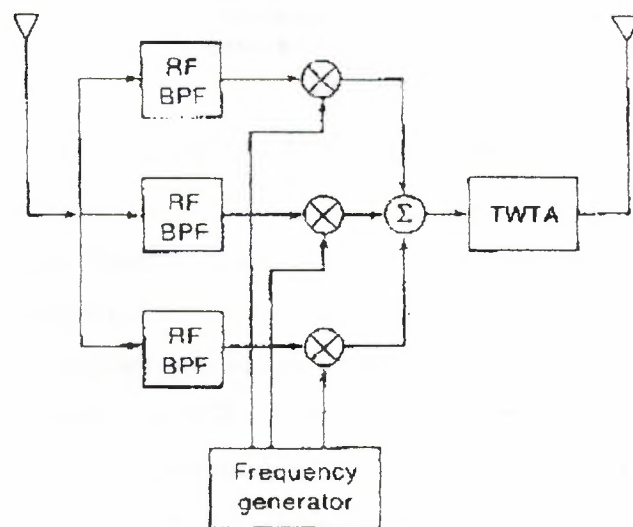 RF
BPF
RF
BPF
Σ
TWTA
RF
BPF
Frequency
generator